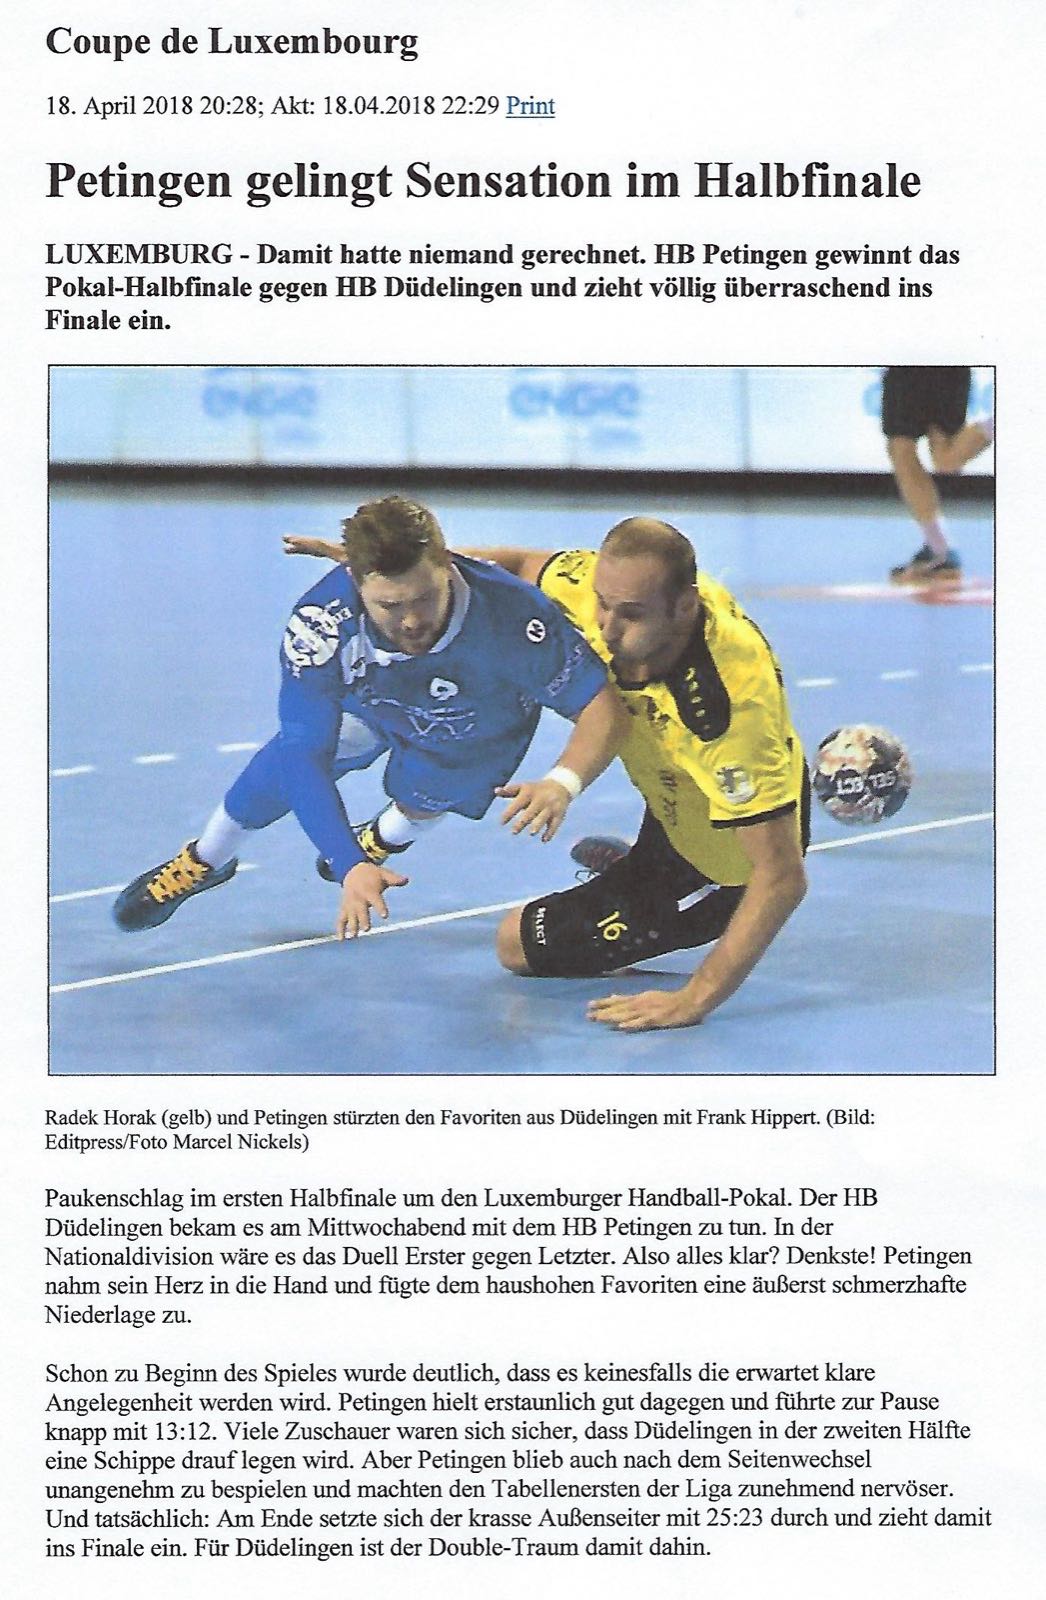 Coupe de Luxembourg
18. April 2018 20:28; Akt: 18.04.2018 22:29 Print
Petingen gelingt Sensation im Halbfinale
LUXEMBURG - Damit hatte niemand gerechnet. HB Petingen gewinnt das
Pokal-Halbfinale gegen HB Düdelingen und zieht völlig überraschend ins
Finale ein.
ENGIE ENGIE
SELECT
16
SELECT
Radek Horak (gelb) und Petingen stürzten den Favoriten aus Düdelingen mit Frank Hippert. (Bild:
Editpress/Foto Marcel Nickels)
Paukenschlag im ersten Halbfinale um den Luxemburger Handball-Pokal. Der HB
Düdelingen bekam es am Mittwochabend mit dem HB Petingen zu tun. In der
Nationaldivision wäre es das Duell Erster gegen Letzter. Also alles klar? Denkste! Petingen
nahm sein Herz in die Hand und fügte dem haushohen Favoriten eine äußerst schmerzhafte
Niederlage zu.
Schon zu Beginn des Spieles wurde deutlich, dass es keinesfalls die erwartet klare
Angelegenheit werden wird. Petingen hielt erstaunlich gut dagegen und führte zur Pause
knapp mit 13:12. Viele Zuschauer waren sich sicher, dass Düdelingen in der zweiten Hälfte
eine Schippe drauf legen wird. Aber Petingen blieb auch nach dem Seitenwechsel
unangenehm zu bespielen und machten den Tabellenersten der Liga zunehmend nervöser.
Und tatsächlich: Am Ende setzte sich der krasse Außenseiter mit 25:23 durch und zieht damit
ins Finale ein. Für Düdelingen ist der Double-Traum damit dahin.